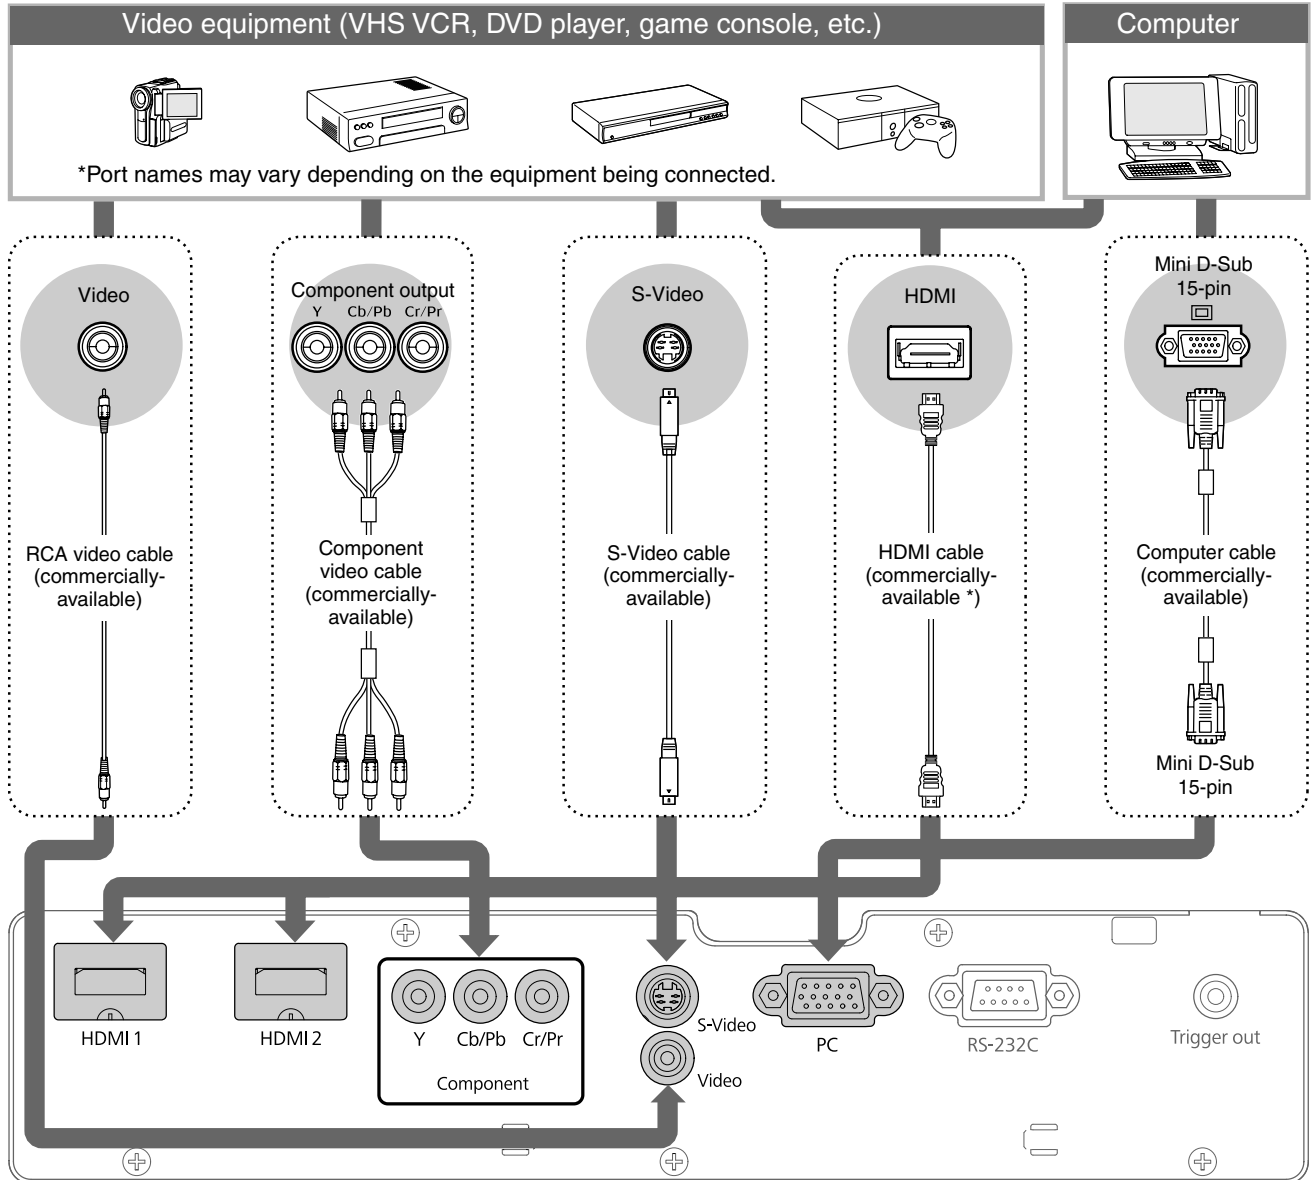 Video equipment (VHS VCR, DVD player, game console, etc.)
Computer
*Port names may vary depending on the equipment being connected.
Video
Component output
Y Cb/Pb Cr/Pr
S-Video
HDMI
Mini D-Sub
15-pin
RCA video cable
(commercially-
available)
Component
video cable
(commercially-
available)
S-Video cable
(commercially-
available)
HDMI cable
(commercially-
available *)
Computer cable
(commercially-
available)
Mini D-Sub
15-pin
HDMI 1
HDMI 2
Y Cb/Pb Cr/Pr
Component
S-Video
Video
PC
RS-232C
Trigger out